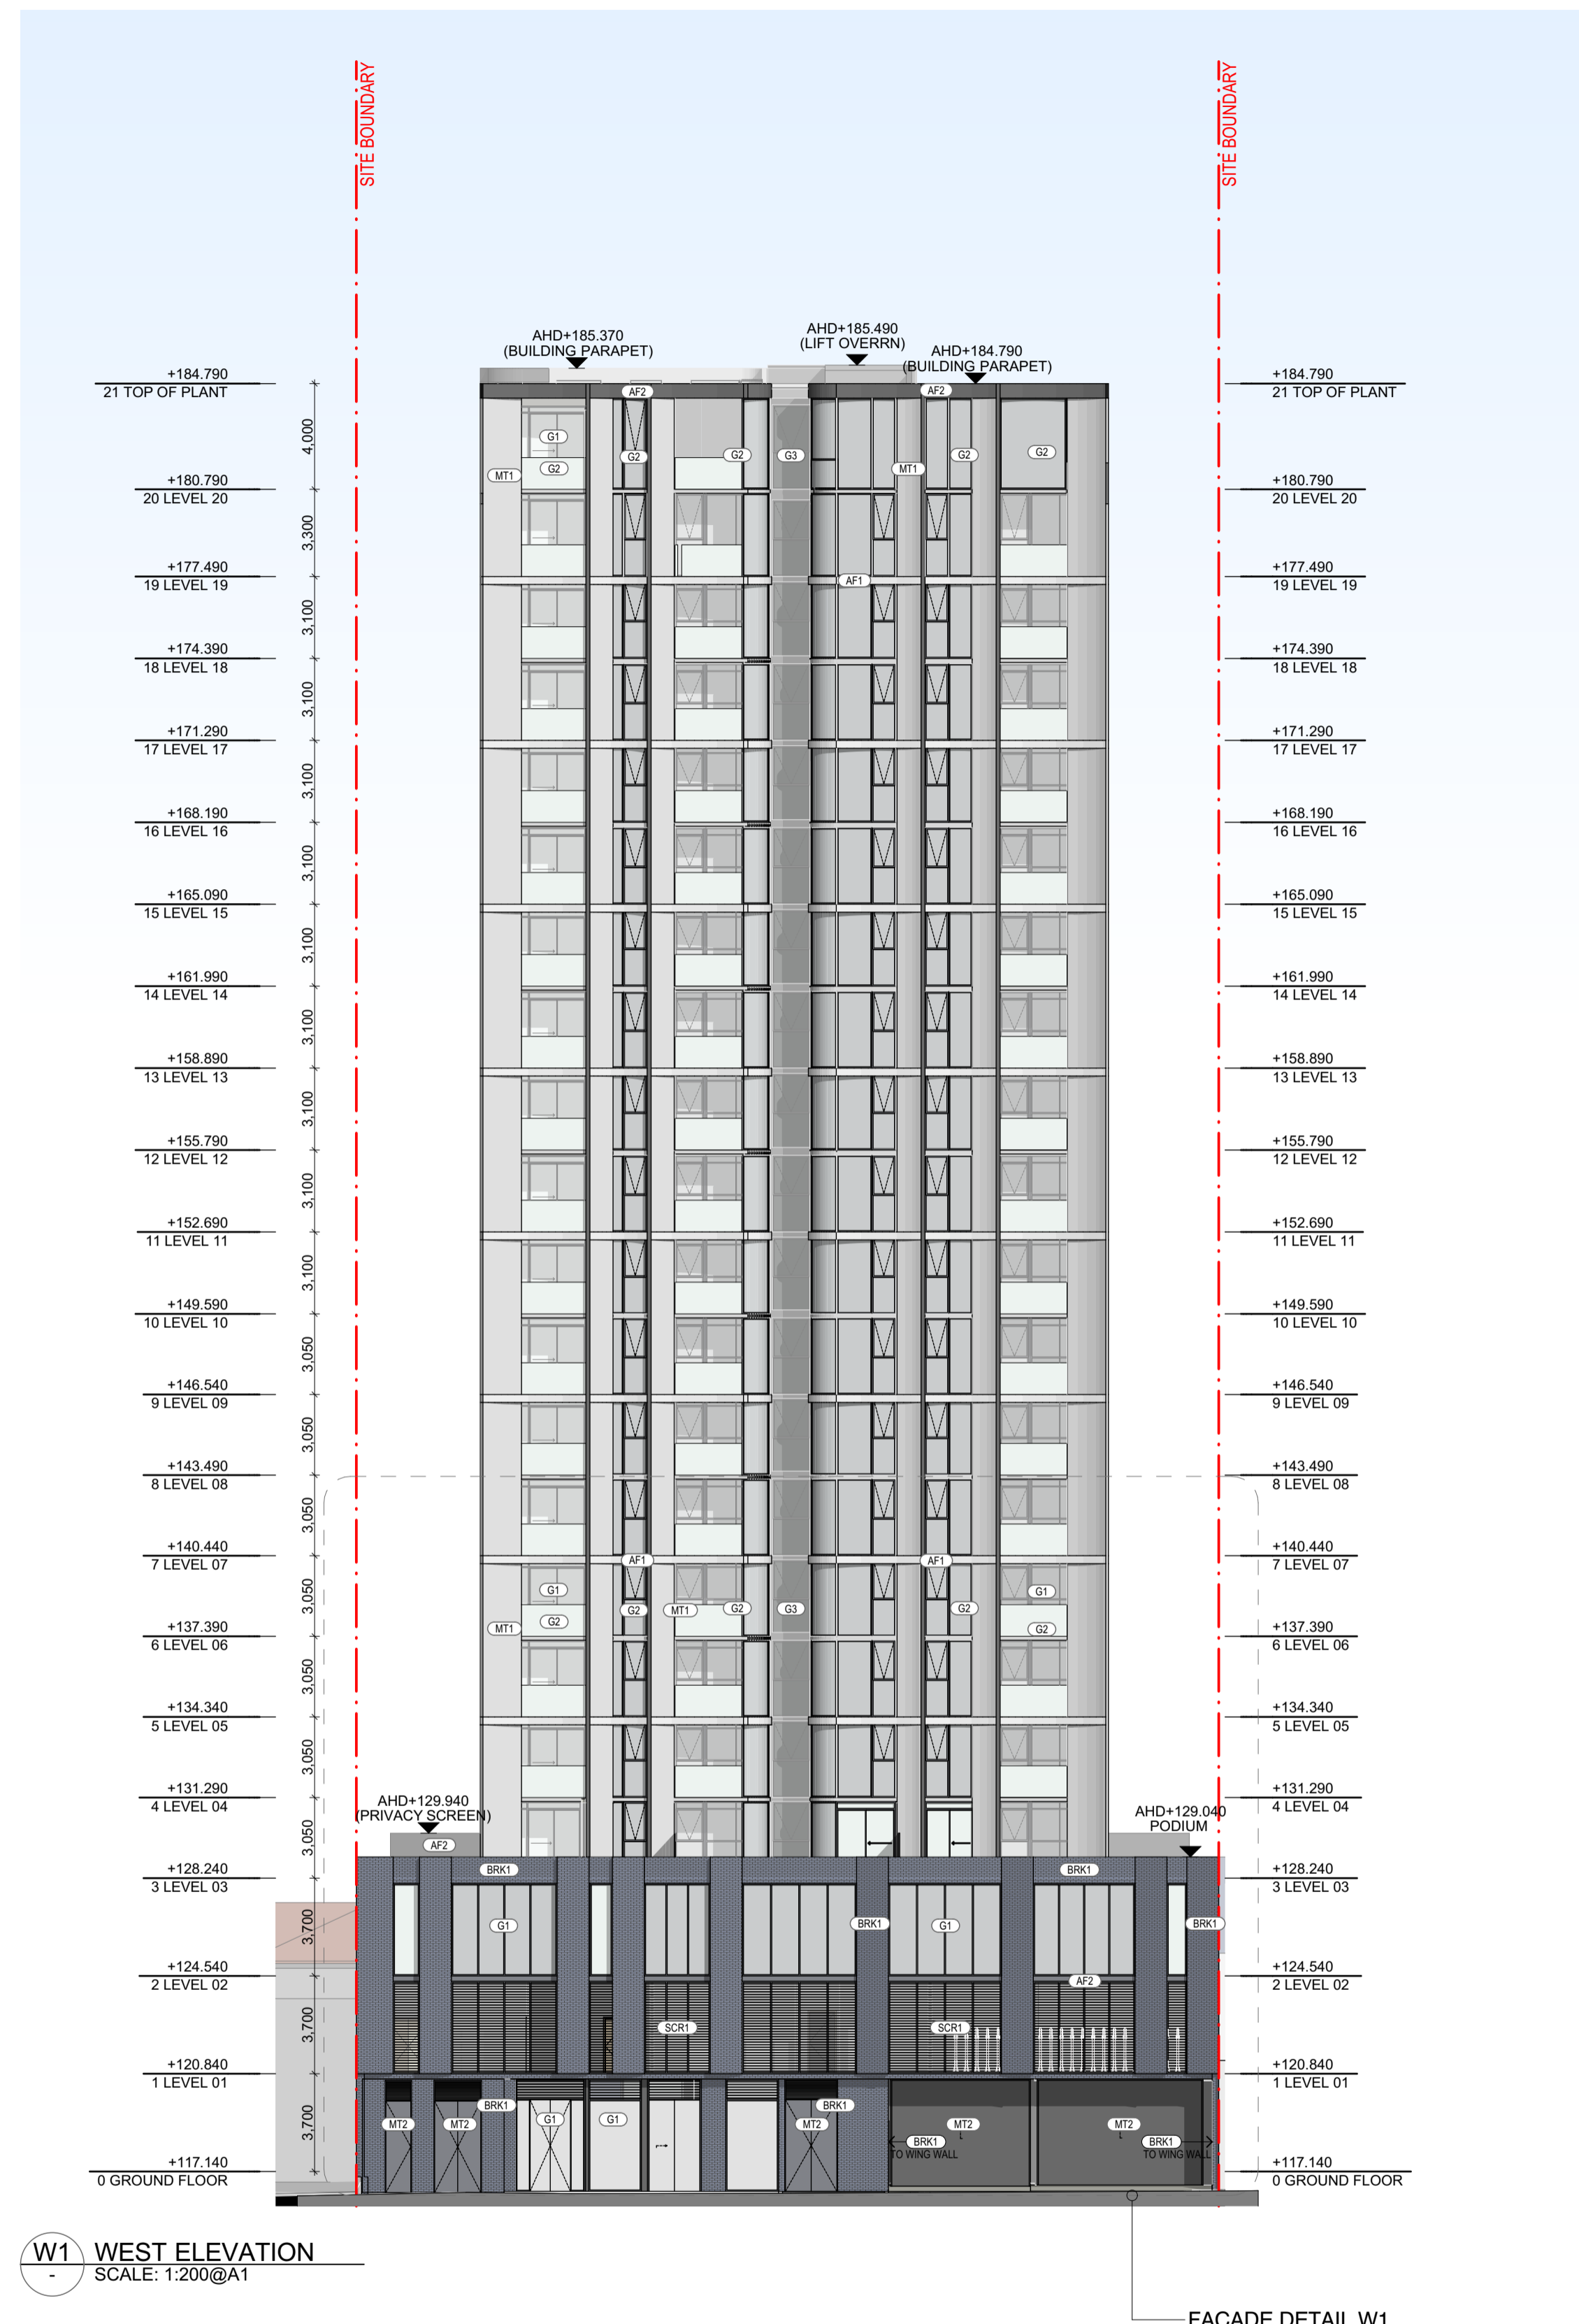 SITE BOUNDARY
SITE BOUNDARY
AHD+185.370
(BUILDING PARAPET)
AHD+185.490
(LIFT OVERRN)
AHD+184.790
(BUILDING PARAPET)
+184.790
21 TOP OF PLANT
+184.790
21 TOP OF PLANT
AF2
AF2
4,000
G1
G2
MT1
G2
G2
G3
MT1
G2
G2
+180.790
20 LEVEL 20
+180.790
20 LEVEL 20
3,300
+177.490
19 LEVEL 19
AF1
+177.490
19 LEVEL 19
3,100
+174.390
18 LEVEL 18
+174.390
18 LEVEL 18
3,100
+171.290
17 LEVEL 17
+171.290
17 LEVEL 17
3,100
+168.190
16 LEVEL 16
+168.190
16 LEVEL 16
3,100
+165.090
15 LEVEL 15
+165.090
15 LEVEL 15
3,100
+161.990
14 LEVEL 14
+161.990
14 LEVEL 14
3,100
+158.890
13 LEVEL 13
+158.890
13 LEVEL 13
3,100
+155.790
12 LEVEL 12
+155.790
12 LEVEL 12
3,100
+152.690
11 LEVEL 11
+152.690
11 LEVEL 11
3,100
+149.590
10 LEVEL 10
+149.590
10 LEVEL 10
3,050
+146.540
9 LEVEL 09
+146.540
9 LEVEL 09
3,050
+143.490
8 LEVEL 08
+143.490
8 LEVEL 08
3,050
+140.440
7 LEVEL 07
AF1
AF1
+140.440
7 LEVEL 07
3,050
G1
G2
MT1
G2
MT1
G2
G3
G2
G1
G2
+137.390
6 LEVEL 06
+137.390
6 LEVEL 06
3,050
+134.340
5 LEVEL 05
+134.340
5 LEVEL 05
3,050
+131.290
4 LEVEL 04
+131.290
4 LEVEL 04
AHD+129.940
(PRIVACY SCREEN)
AHD+129.040
PODIUM
3,050
AF2
+128.240
3 LEVEL 03
BRK1
BRK1
+128.240
3 LEVEL 03
3,700
G1
BRK1
G1
BRK1
+124.540
2 LEVEL 02
AF2
+124.540
2 LEVEL 02
3,700
SCR1
SCR1
+120.840
1 LEVEL 01
+120.840
1 LEVEL 01
3,700
MT2
MT2
BRK1
G1
G1
MT2
BRK1
MT2
MT2
BRK1
TO WING WALL
BRK1
TO WING WALL
+117.140
0 GROUND FLOOR
+117.140
0 GROUND FLOOR
W1
-
WEST ELEVATION
SCALE: 1:200@A1
FACADE DETAIL W1